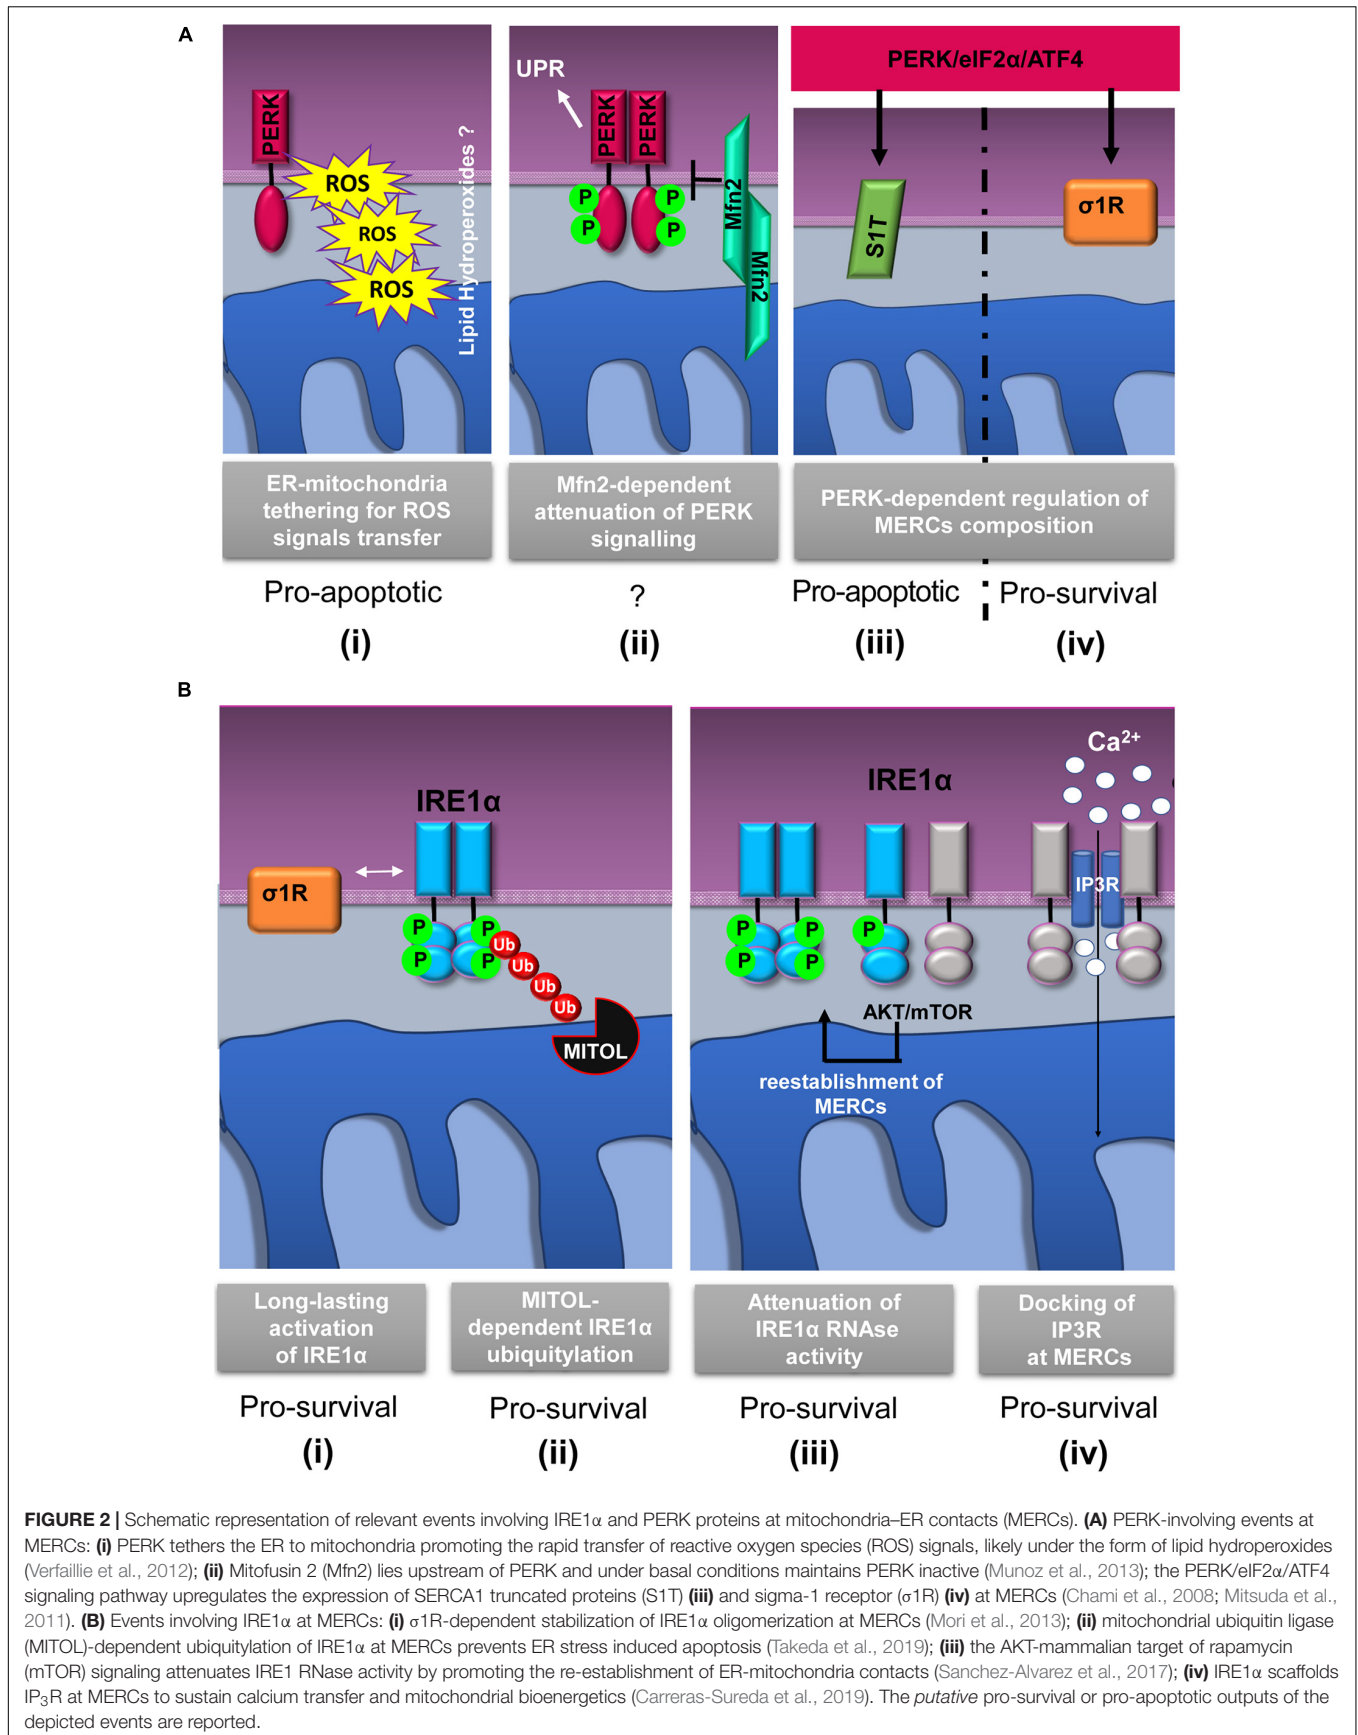 A
PERK
ROS
ROS
ROS
Lipid Hydroperoxides ?
UPR
PERK
PERK
P
P
P
P
Mfn2
Mfn2
PERK/eIF2α/ATF4
S1T
σ1R
ER-mitochondria
tethering for ROS
signals transfer
Mfn2-dependent
attenuation of PERK
signalling
PERK-dependent regulation of
MERCs composition
Pro-apoptotic
?
Pro-apoptotic
Pro-survival
(i)
(ii)
(iii)
(iv)
B
IRE1α
σ1R
P
P
P
P
Ub
Ub
Ub
Ub
MITOL
Ca2+
IRE1α
IP3R
P
P
P
P
P
AKT/mTOR
reestablishment of
MERCs
Long-lasting
activation
of IRE1α
MITOL-
dependent IRE1α
ubiquitylation
Attenuation of
IRE1α RNAse
activity
Docking of
IP3R
at MERCs
Pro-survival
Pro-survival
Pro-survival
Pro-survival
(i)
(ii)
(iii)
(iv)
FIGURE 2 | Schematic representation of relevant events involving IRE1α and PERK proteins at mitochondria–ER contacts (MERCs). (A) PERK-involving events at
MERCs: (i) PERK tethers the ER to mitochondria promoting the rapid transfer of reactive oxygen species (ROS) signals, likely under the form of lipid hydroperoxides
(Verfaillie et al., 2012); (ii) Mitofusin 2 (Mfn2) lies upstream of PERK and under basal conditions maintains PERK inactive (Munoz et al., 2013); the PERK/eIF2α/ATF4
signaling pathway upregulates the expression of SERCA1 truncated proteins (S1T) (iii) and sigma-1 receptor (σ1R) (iv) at MERCs (Chami et al., 2008; Mitsuda et al.,
2011). (B) Events involving IRE1α at MERCs: (i) σ1R-dependent stabilization of IRE1α oligomerization at MERCs (Mori et al., 2013); (ii) mitochondrial ubiquitin ligase
(MITOL)-dependent ubiquitylation of IRE1α at MERCs prevents ER stress induced apoptosis (Takeda et al., 2019); (iii) the AKT-mammalian target of rapamycin
(mTOR) signaling attenuates IRE1 RNase activity by promoting the re-establishment of ER-mitochondria contacts (Sanchez-Alvarez et al., 2017); (iv) IRE1α scaffolds
IP3R at MERCs to sustain calcium transfer and mitochondrial bioenergetics (Carreras-Sureda et al., 2019). The putative pro-survival or pro-apoptotic outputs of the
depicted events are reported.